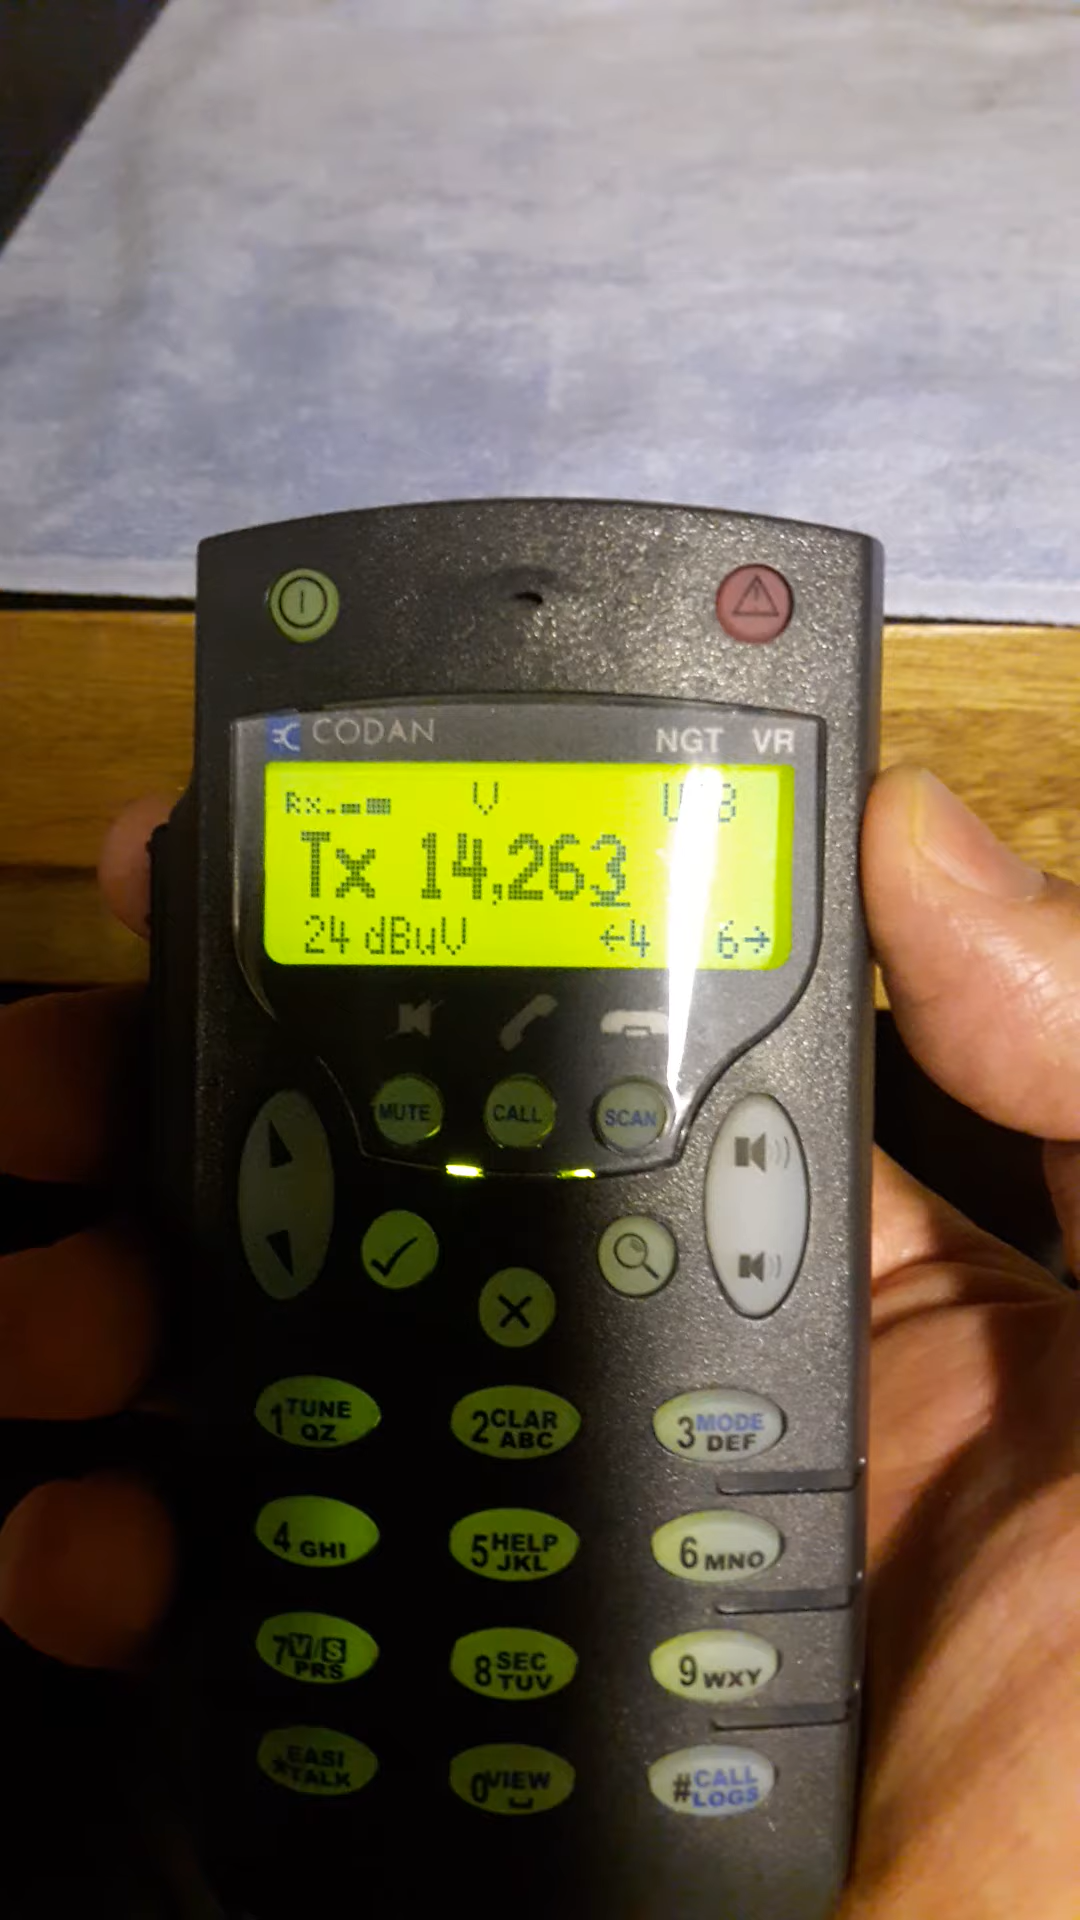 CODAN
NGT VR
Rx V USB
Tx 14,263
24 dBuV ←4 6→
MUTE CALL SCAN
1 TUNE QZ
2 CLAR ABC
3 MODE DEF
4 GHI
5 HELP JKL
6 MNO
7 V/S PRS
8 SEC TUV
9 WXY
* EASI TALK
0 VIEW
# CALL LOGS